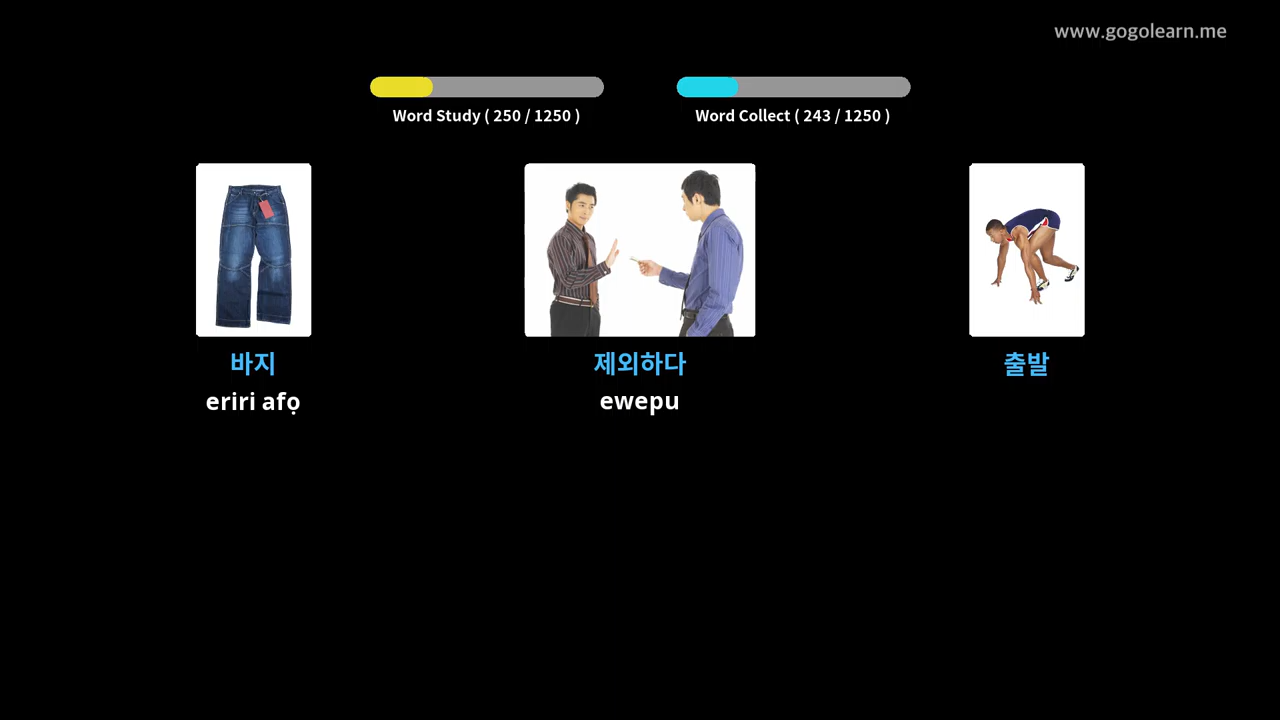 www.gogolearn.me
Word Study ( 250 / 1250 )
Word Collect ( 243 / 1250 )
바지
제외하다
출발
eriri afọ
ewepu